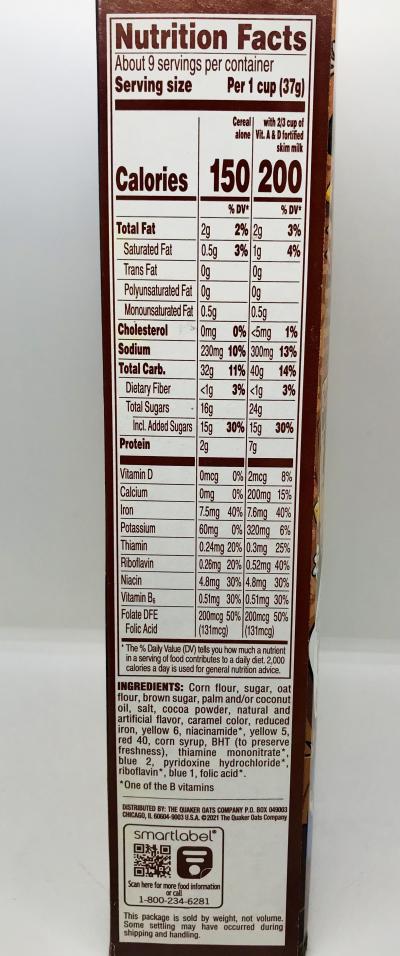 Nutrition Facts
About 9 servings per container
Serving size Per 1 cup (37g)
Cereal alone with 2/3 cup of Vit. A & D fortified skim milk
Calories 150 200
% DV* % DV*
Total Fat 2g 2% 2g 3%
Saturated Fat 0.5g 3% 1g 4%
Trans Fat 0g 0g
Polyunsaturated Fat 0g 0g
Monounsaturated Fat 0.5g 0.5g
Cholesterol 0mg 0% <5mg 1%
Sodium 230mg 10% 300mg 13%
Total Carb. 32g 11% 40g 14%
Dietary Fiber <1g 3% <1g 3%
Total Sugars 16g 24g
Incl. Added Sugars 15g 30% 15g 30%
Protein 2g 7g
Vitamin D 0mcg 0% 2mcg 8%
Calcium 0mg 0% 200mg 15%
Iron 7.5mg 40% 7.6mg 40%
Potassium 60mg 0% 320mg 6%
Thiamin 0.24mg 20% 0.3mg 25%
Riboflavin 0.26mg 20% 0.52mg 40%
Niacin 4.8mg 30% 4.8mg 30%
Vitamin B6 0.51mg 30% 0.51mg 30%
Folate DFE 200mcg 50% 200mcg 50%
Folic Acid (131mcg) (131mcg)
* The % Daily Value (DV) tells you how much a nutrient
in a serving of food contributes to a daily diet. 2,000
calories a day is used for general nutrition advice.
INGREDIENTS: Corn flour, sugar, oat
flour, brown sugar, palm and/or coconut
oil, salt, cocoa powder, natural and
artificial flavor, caramel color, reduced
iron, yellow 6, niacinamide*, yellow 5,
red 40, corn syrup, BHT (to preserve
freshness), thiamine mononitrate*,
blue 2, pyridoxine hydrochloride*,
riboflavin*, blue 1, folic acid*.
*One of the B vitamins
DISTRIBUTED BY: THE QUAKER OATS COMPANY P.O. BOX 049003
CHICAGO, IL 60604-9003 U.S.A. ©2021 The Quaker Oats Company
smartlabel®
Scan here for more food information
or call
1-800-234-6281
This package is sold by weight, not volume.
Some settling may have occurred during
shipping and handling.